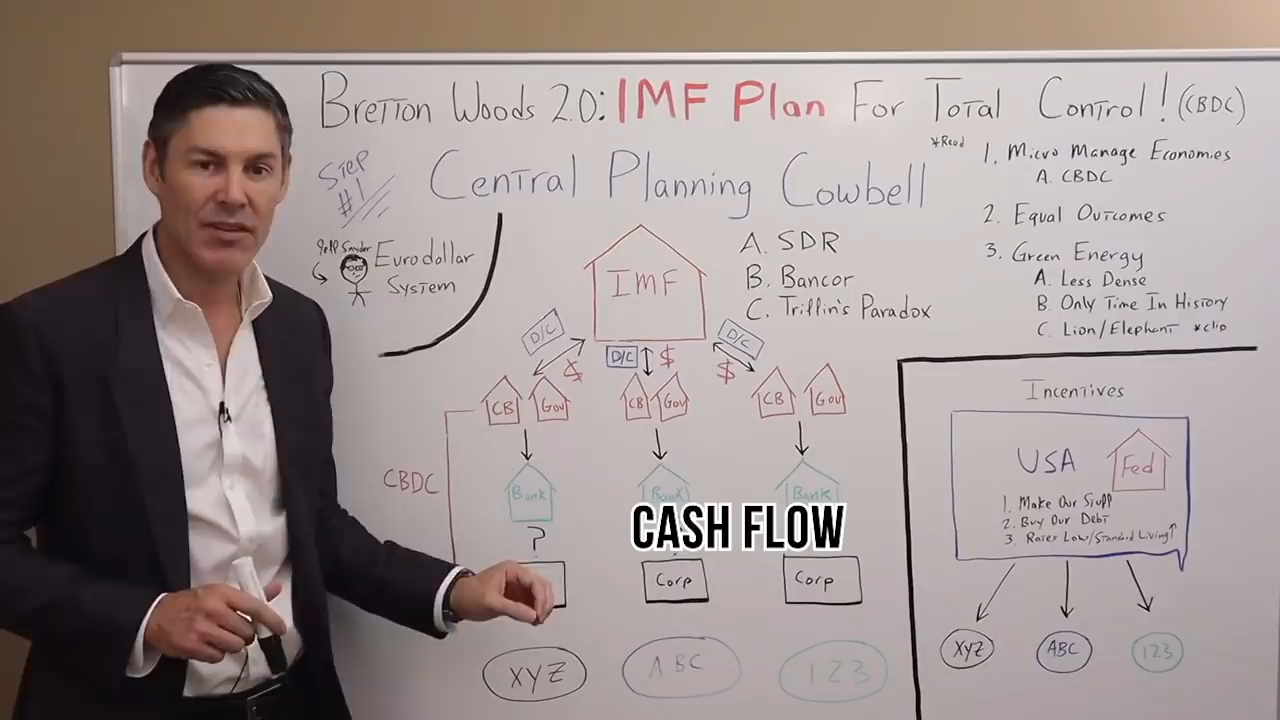 Bretton Woods 2.0: IMF Plan For Total Control! (CBDC)
*Read
Step
#1
Central Planning Cowbell
1. Micro Manage Economies
A. CBDC
2. Equal Outcomes
3. Green Energy
A. Less Dense
B. Only Time In History
C. Lion/Elephant *clip
Jeff Snyder
Eurodollar
System
IMF
A. SDR
B. Bancor
C. Triffin's Paradox
D/C
$
D/C
$
D/C
$
CB
Gov
CB
Gov
CB
Gov
CBDC
Bank
Bank
Bank
?
CASH FLOW
Corp
Corp
XYZ
ABC
123
Incentives
USA
Fed
1. Make Our Stuff
2. Buy Our Debt
3. Rates Low/Standard Living↑
XYZ
ABC
123